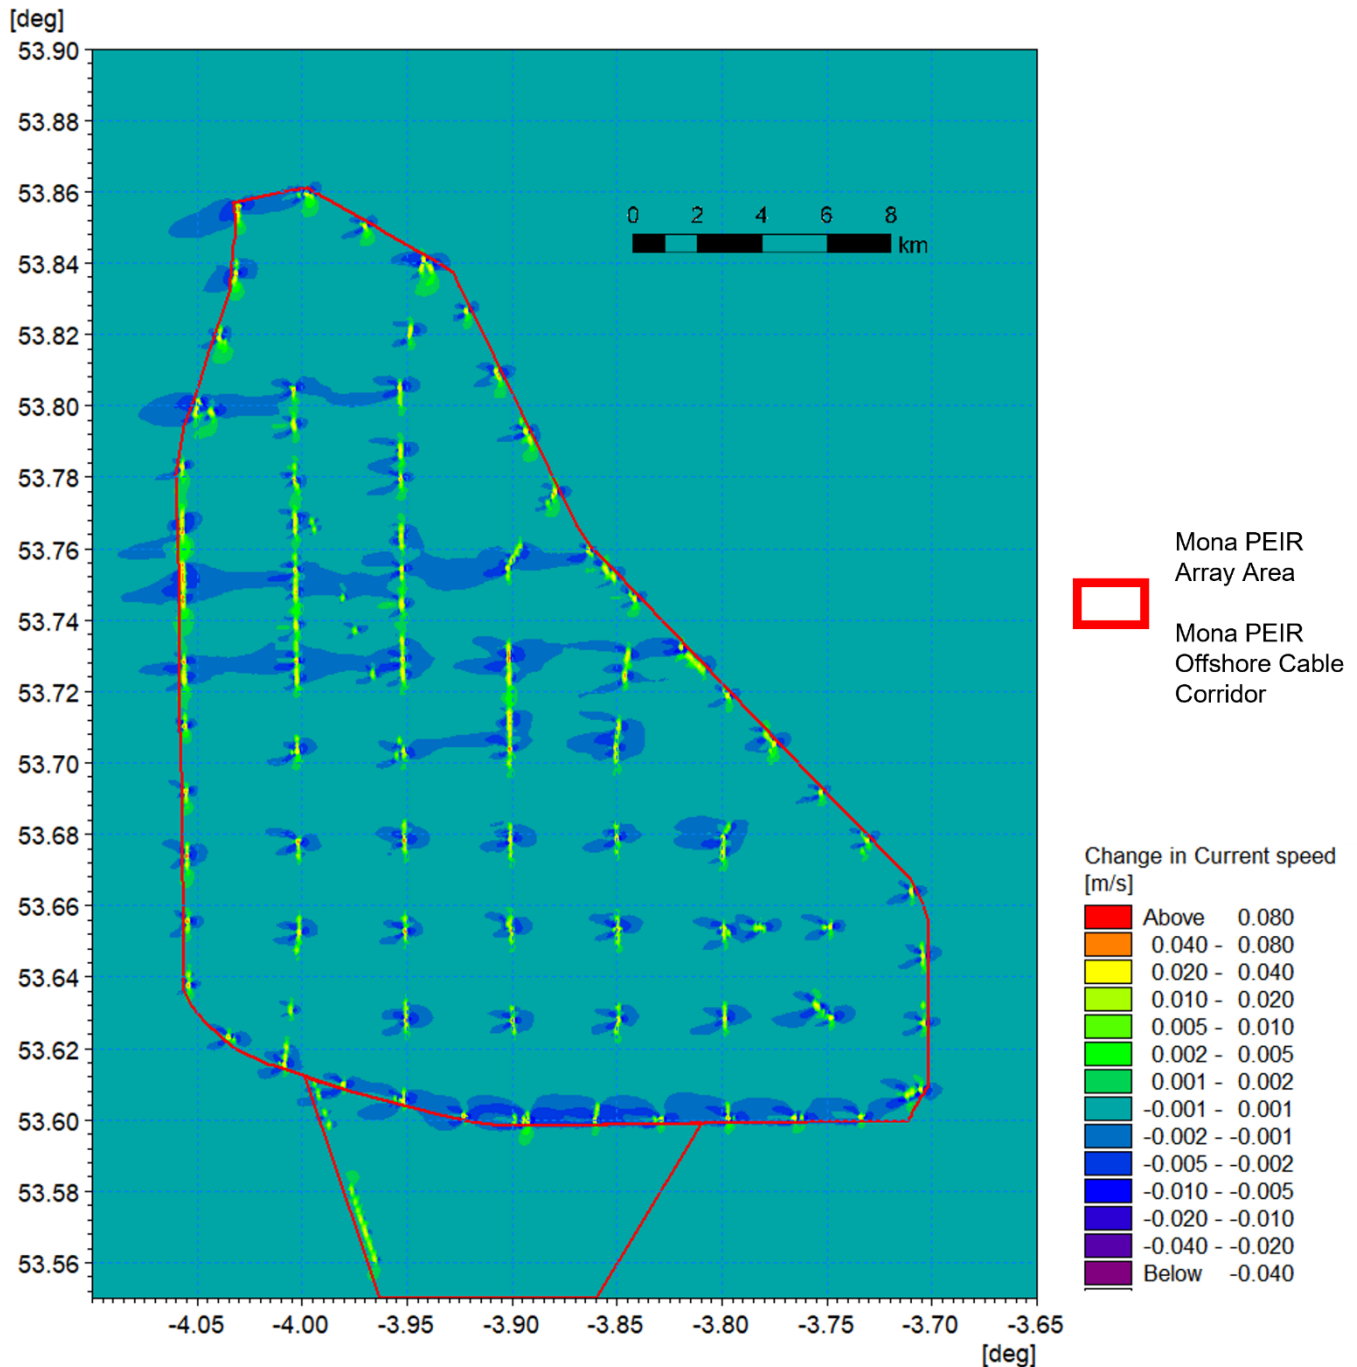 [deg]
53.90
53.88
53.86
53.84
53.82
53.80
53.78
53.76
53.74
53.72
53.70
53.68
53.66
53.64
53.62
53.60
53.58
53.56
-4.05 -4.00 -3.95 -3.90 -3.85 -3.80 -3.75 -3.70 -3.65
[deg]
0 2 4 6 8
km
Mona PEIR
Array Area
Mona PEIR
Offshore Cable
Corridor
Change in Current speed
[m/s]
Above 0.080
0.040 - 0.080
0.020 - 0.040
0.010 - 0.020
0.005 - 0.010
0.002 - 0.005
0.001 - 0.002
-0.001 - 0.001
-0.002 - -0.001
-0.005 - -0.002
-0.010 - -0.005
-0.020 - -0.010
-0.040 - -0.020
Below -0.040